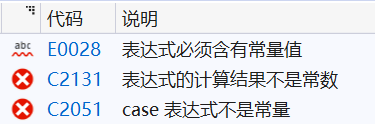 代码 说明
abc E0028 表达式必须含有常量值
C2131 表达式的计算结果不是常数
C2051 case 表达式不是常量